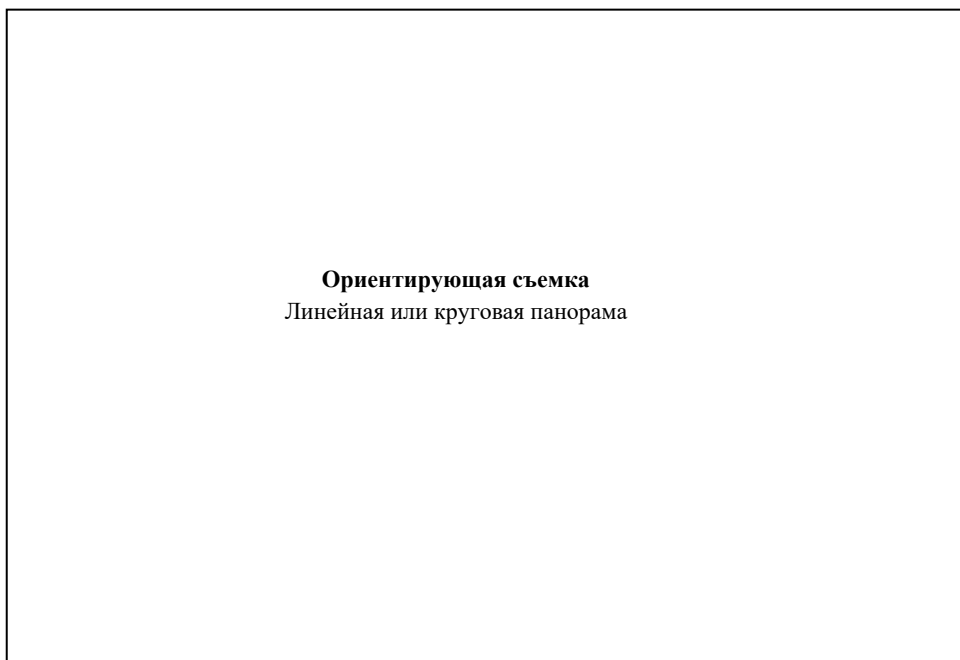 Ориентирующая съемка
Линейная или круговая панорама